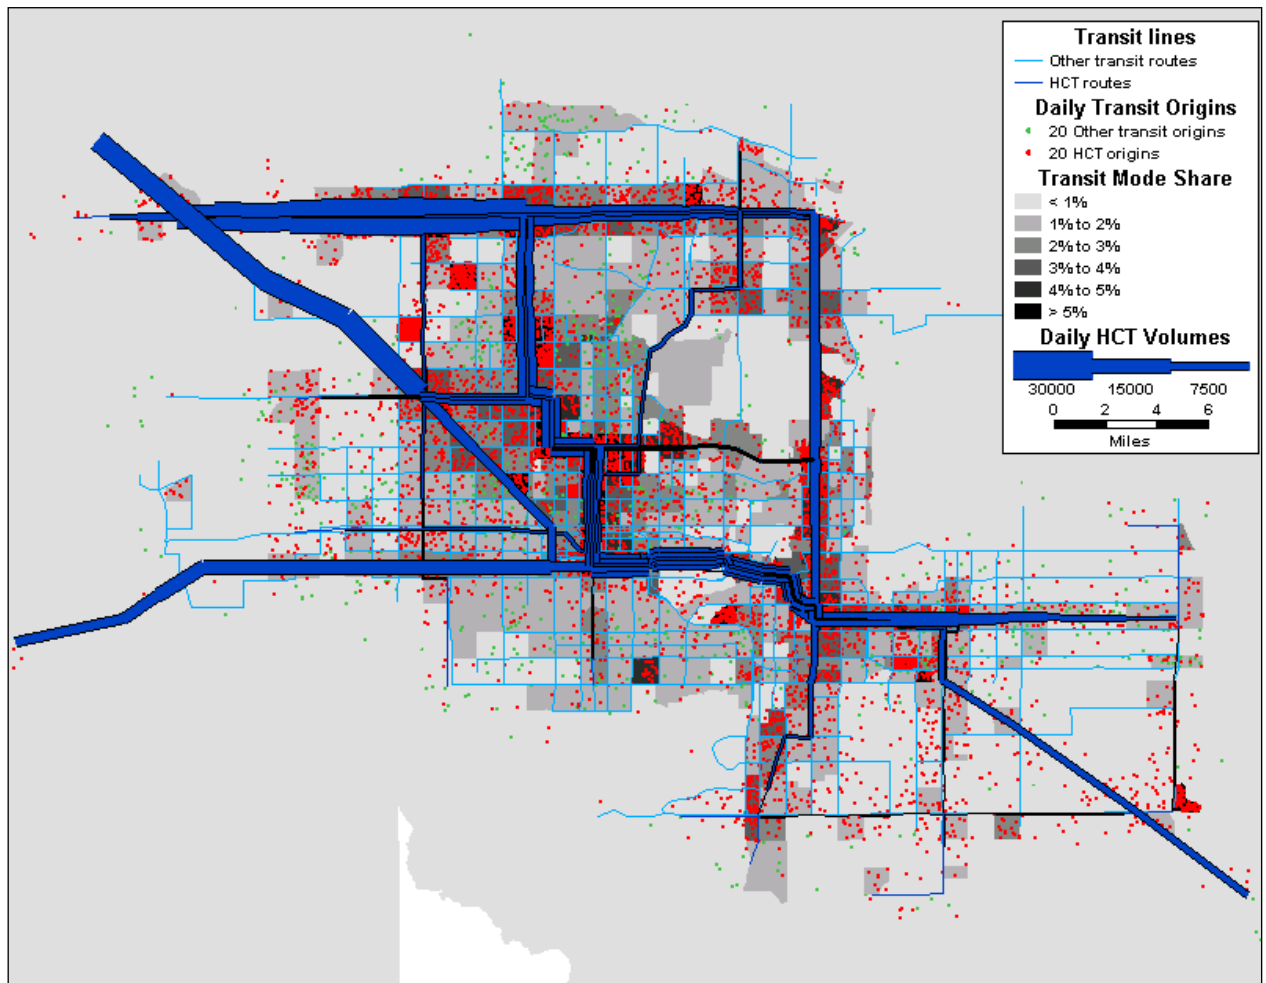 Transit lines
Other transit routes
HCT routes
Daily Transit Origins
20 Other transit origins
20 HCT origins
Transit Mode Share
< 1%
1% to 2%
2% to 3%
3% to 4%
4% to 5%
> 5%
Daily HCT Volumes
30000 15000 7500
0 2 4 6
Miles